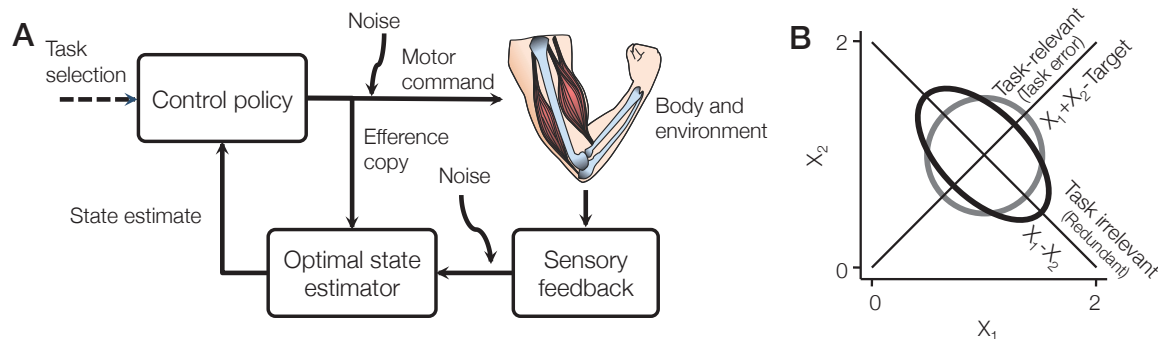 A
Task
selection
Control policy
Noise
Motor
command
Efference
copy
Body and
environment
Noise
State estimate
Optimal state
estimator
Sensory
feedback
B
2
X₂
0
0
2
X₁
Task-relevant
(Task error)
X₁+X₂-Target
Task irrelevant
(Redundant)
X₁-X₂